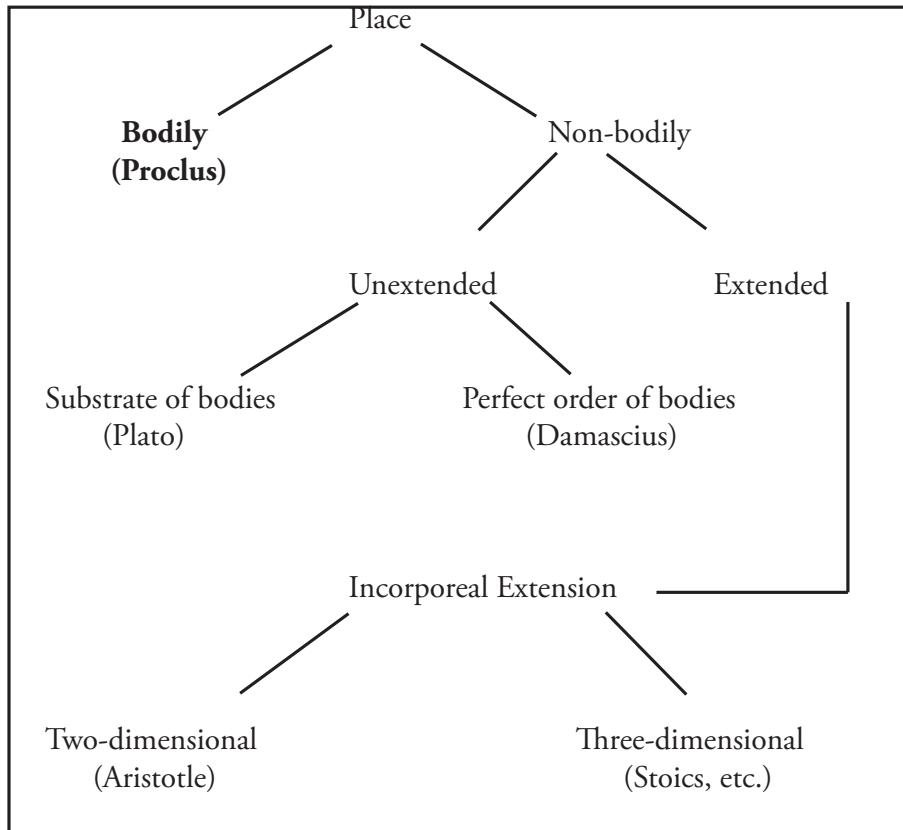 Place
Bodily
(Proclus)
Non-bodily
Unextended
Extended
Substrate of bodies
(Plato)
Perfect order of bodies
(Damascius)
Incorporeal Extension
Two-dimensional
(Aristotle)
Three-dimensional
(Stoics, etc.)